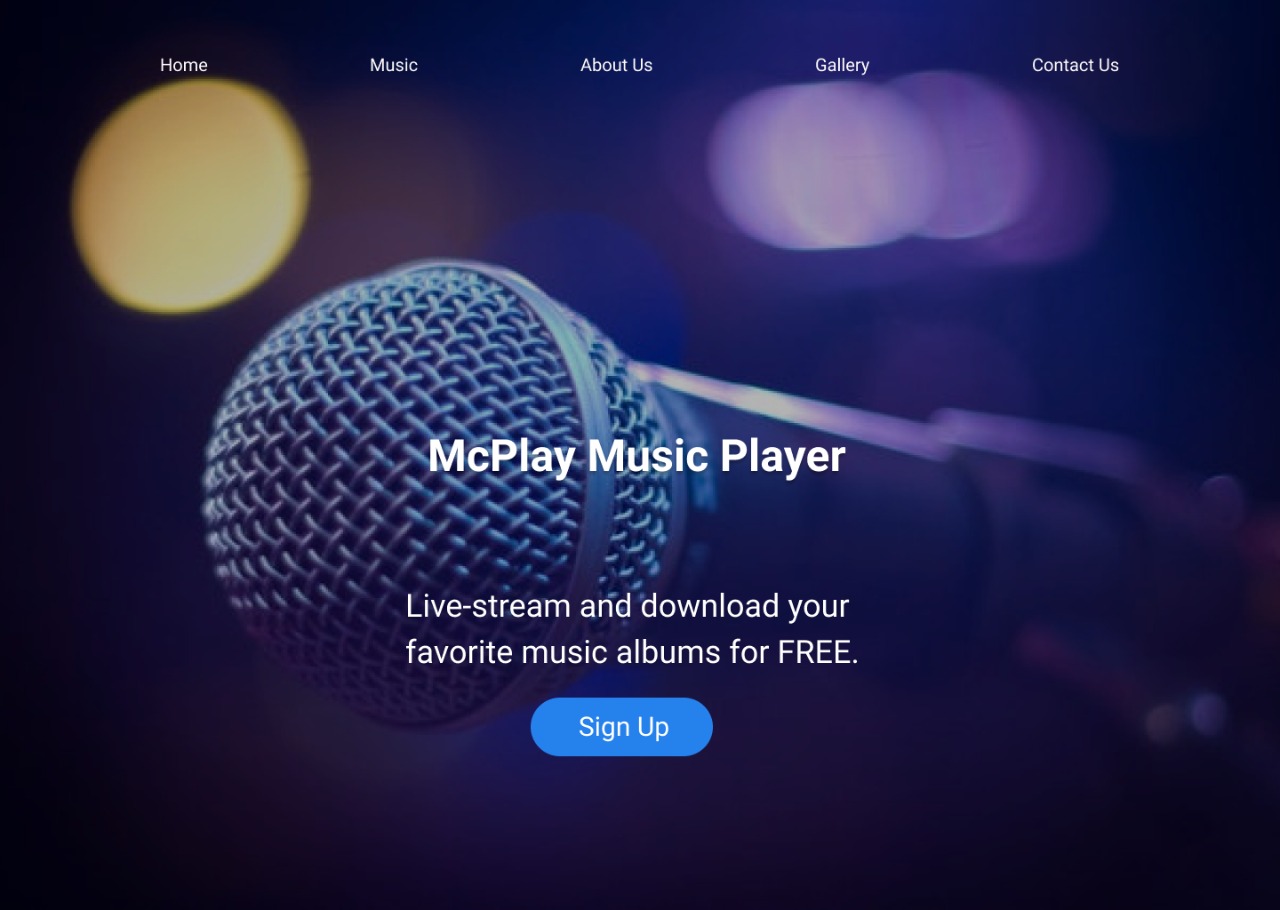 Home Music About Us Gallery Contact Us
McPlay Music Player
Live-stream and download your
favorite music albums for FREE.
Sign Up